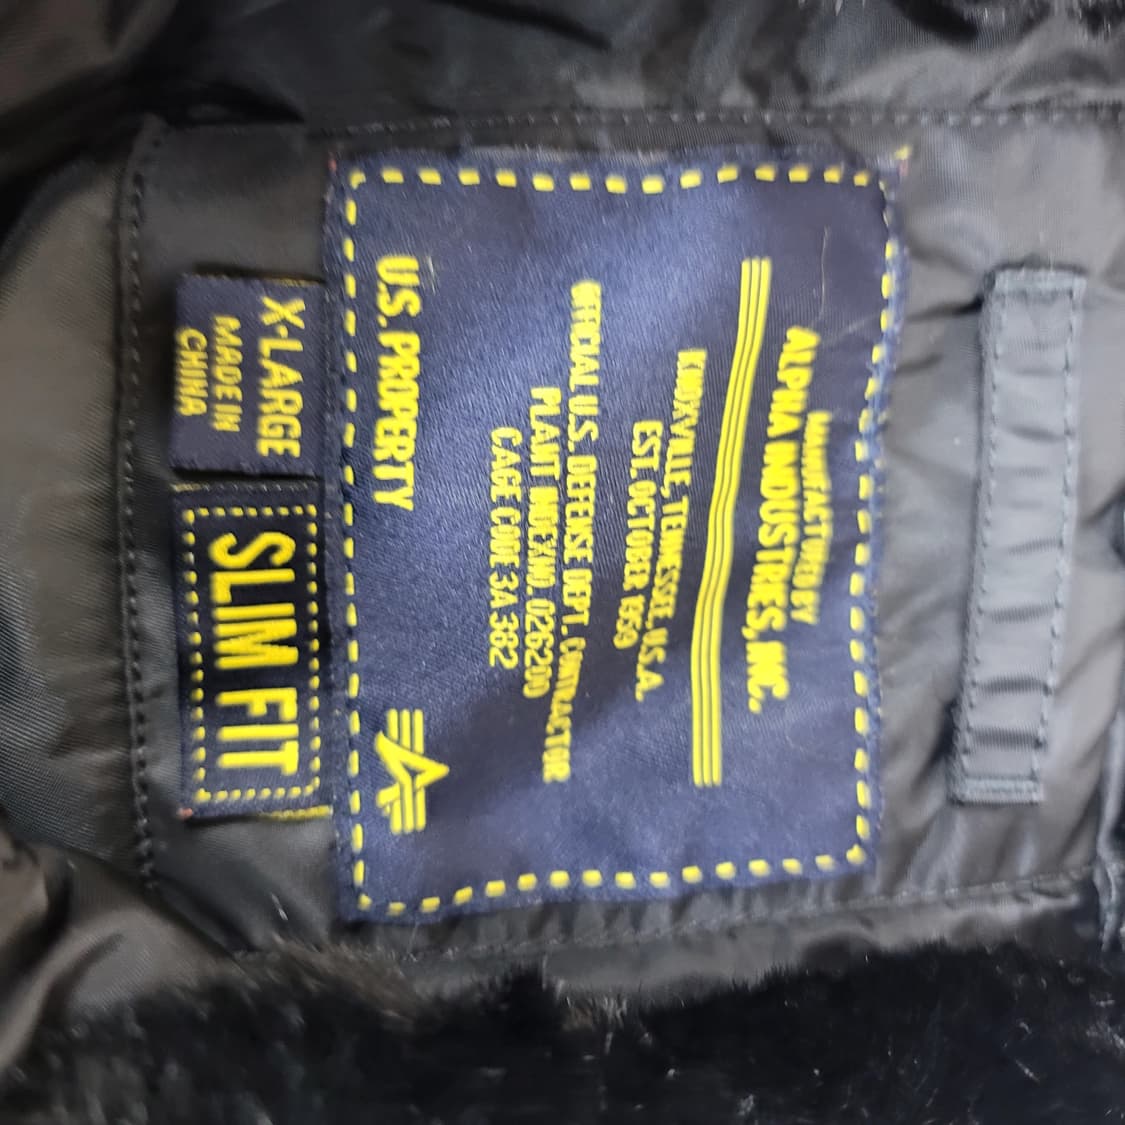 MANUFACTURED BY
ALPHA INDUSTRIES, INC.
KNOXVILLE, TENNESSEE, U.S.A.
EST. OCTOBER 1959
OFFICIAL U.S. DEFENSE DEPT. CONTRACTOR
PLANT INDEX NO. 026200
CAGE CODE 3A 382
U.S. PROPERTY
X-LARGE
MADE IN
CHINA
SLIM FIT